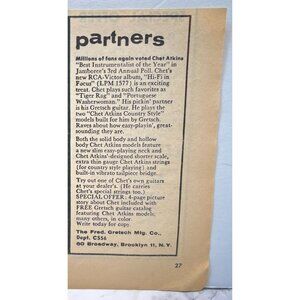 partners
Millions of fans again voted Chet Atkins
"Best Instrumentalist of the Year" in
Jamboree's 3rd Annual Poll. Chet's
new RCA-Victor album, "Hi-Fi in
Focus" (LPM 1577) is an exciting
treat. Chet plays such favorites as
"Tiger Rag" and "Portuguese
Washerwoman." His pickin' partner
is his Gretsch guitar. He plays the
two "Chet Atkins Country Style"
models built for him by Gretsch.
Raves about how easy-playin', great-
sounding they are.
Both the solid body and hollow
body Chet Atkins models feature
a new slim easy-playing neck and
Chet Atkins'-designed shorter scale,
extra thin gauge Chet Atkins strings
(for country style playing) and
built-in vibrato tailpiece bridge.
Try out one of Chet's own guitars
at your dealer's. (He carries
Chet's special strings too.)
SPECIAL OFFER: 4-page picture
story about Chet included with
FREE Gretsch guitar catalog
featuring Chet Atkins models,
many others, in color.
Write today for copy.
The Fred. Gretsch Mfg. Co.,
Dept. CS56
60 Broadway, Brooklyn 11, N.Y.
27